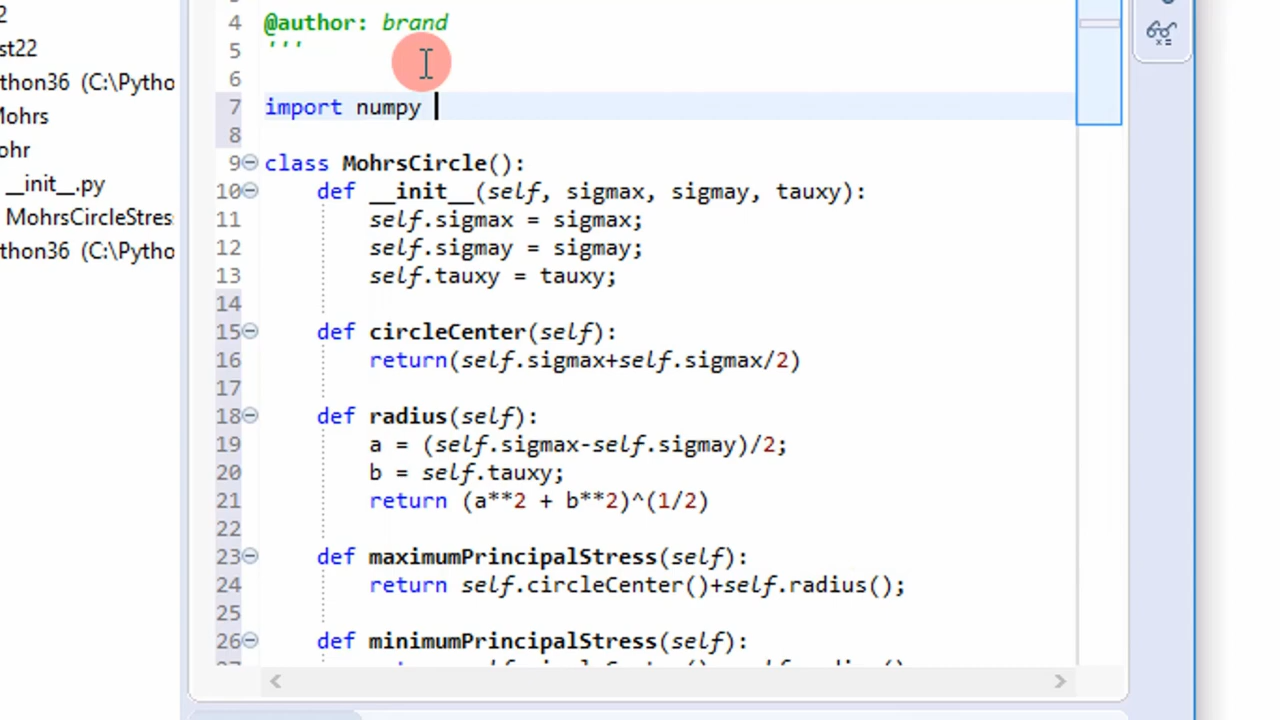 2
st22
thon36 (C:\Pytho
Mohrs
ohr
__init__.py
MohrsCircleStres
thon36 (C:\Pytho
4 @author: brand
5 '''
6
7 import numpy
8
9 class MohrsCircle():
10 def __init__(self, sigmax, sigmay, tauxy):
11 self.sigmax = sigmax;
12 self.sigmay = sigmay;
13 self.tauxy = tauxy;
14
15 def circleCenter(self):
16 return(self.sigmax+self.sigmax/2)
17
18 def radius(self):
19 a = (self.sigmax-self.sigmay)/2;
20 b = self.tauxy;
21 return (a**2 + b**2)^(1/2)
22
23 def maximumPrincipalStress(self):
24 return self.circleCenter()+self.radius();
25
26 def minimumPrincipalStress(self):